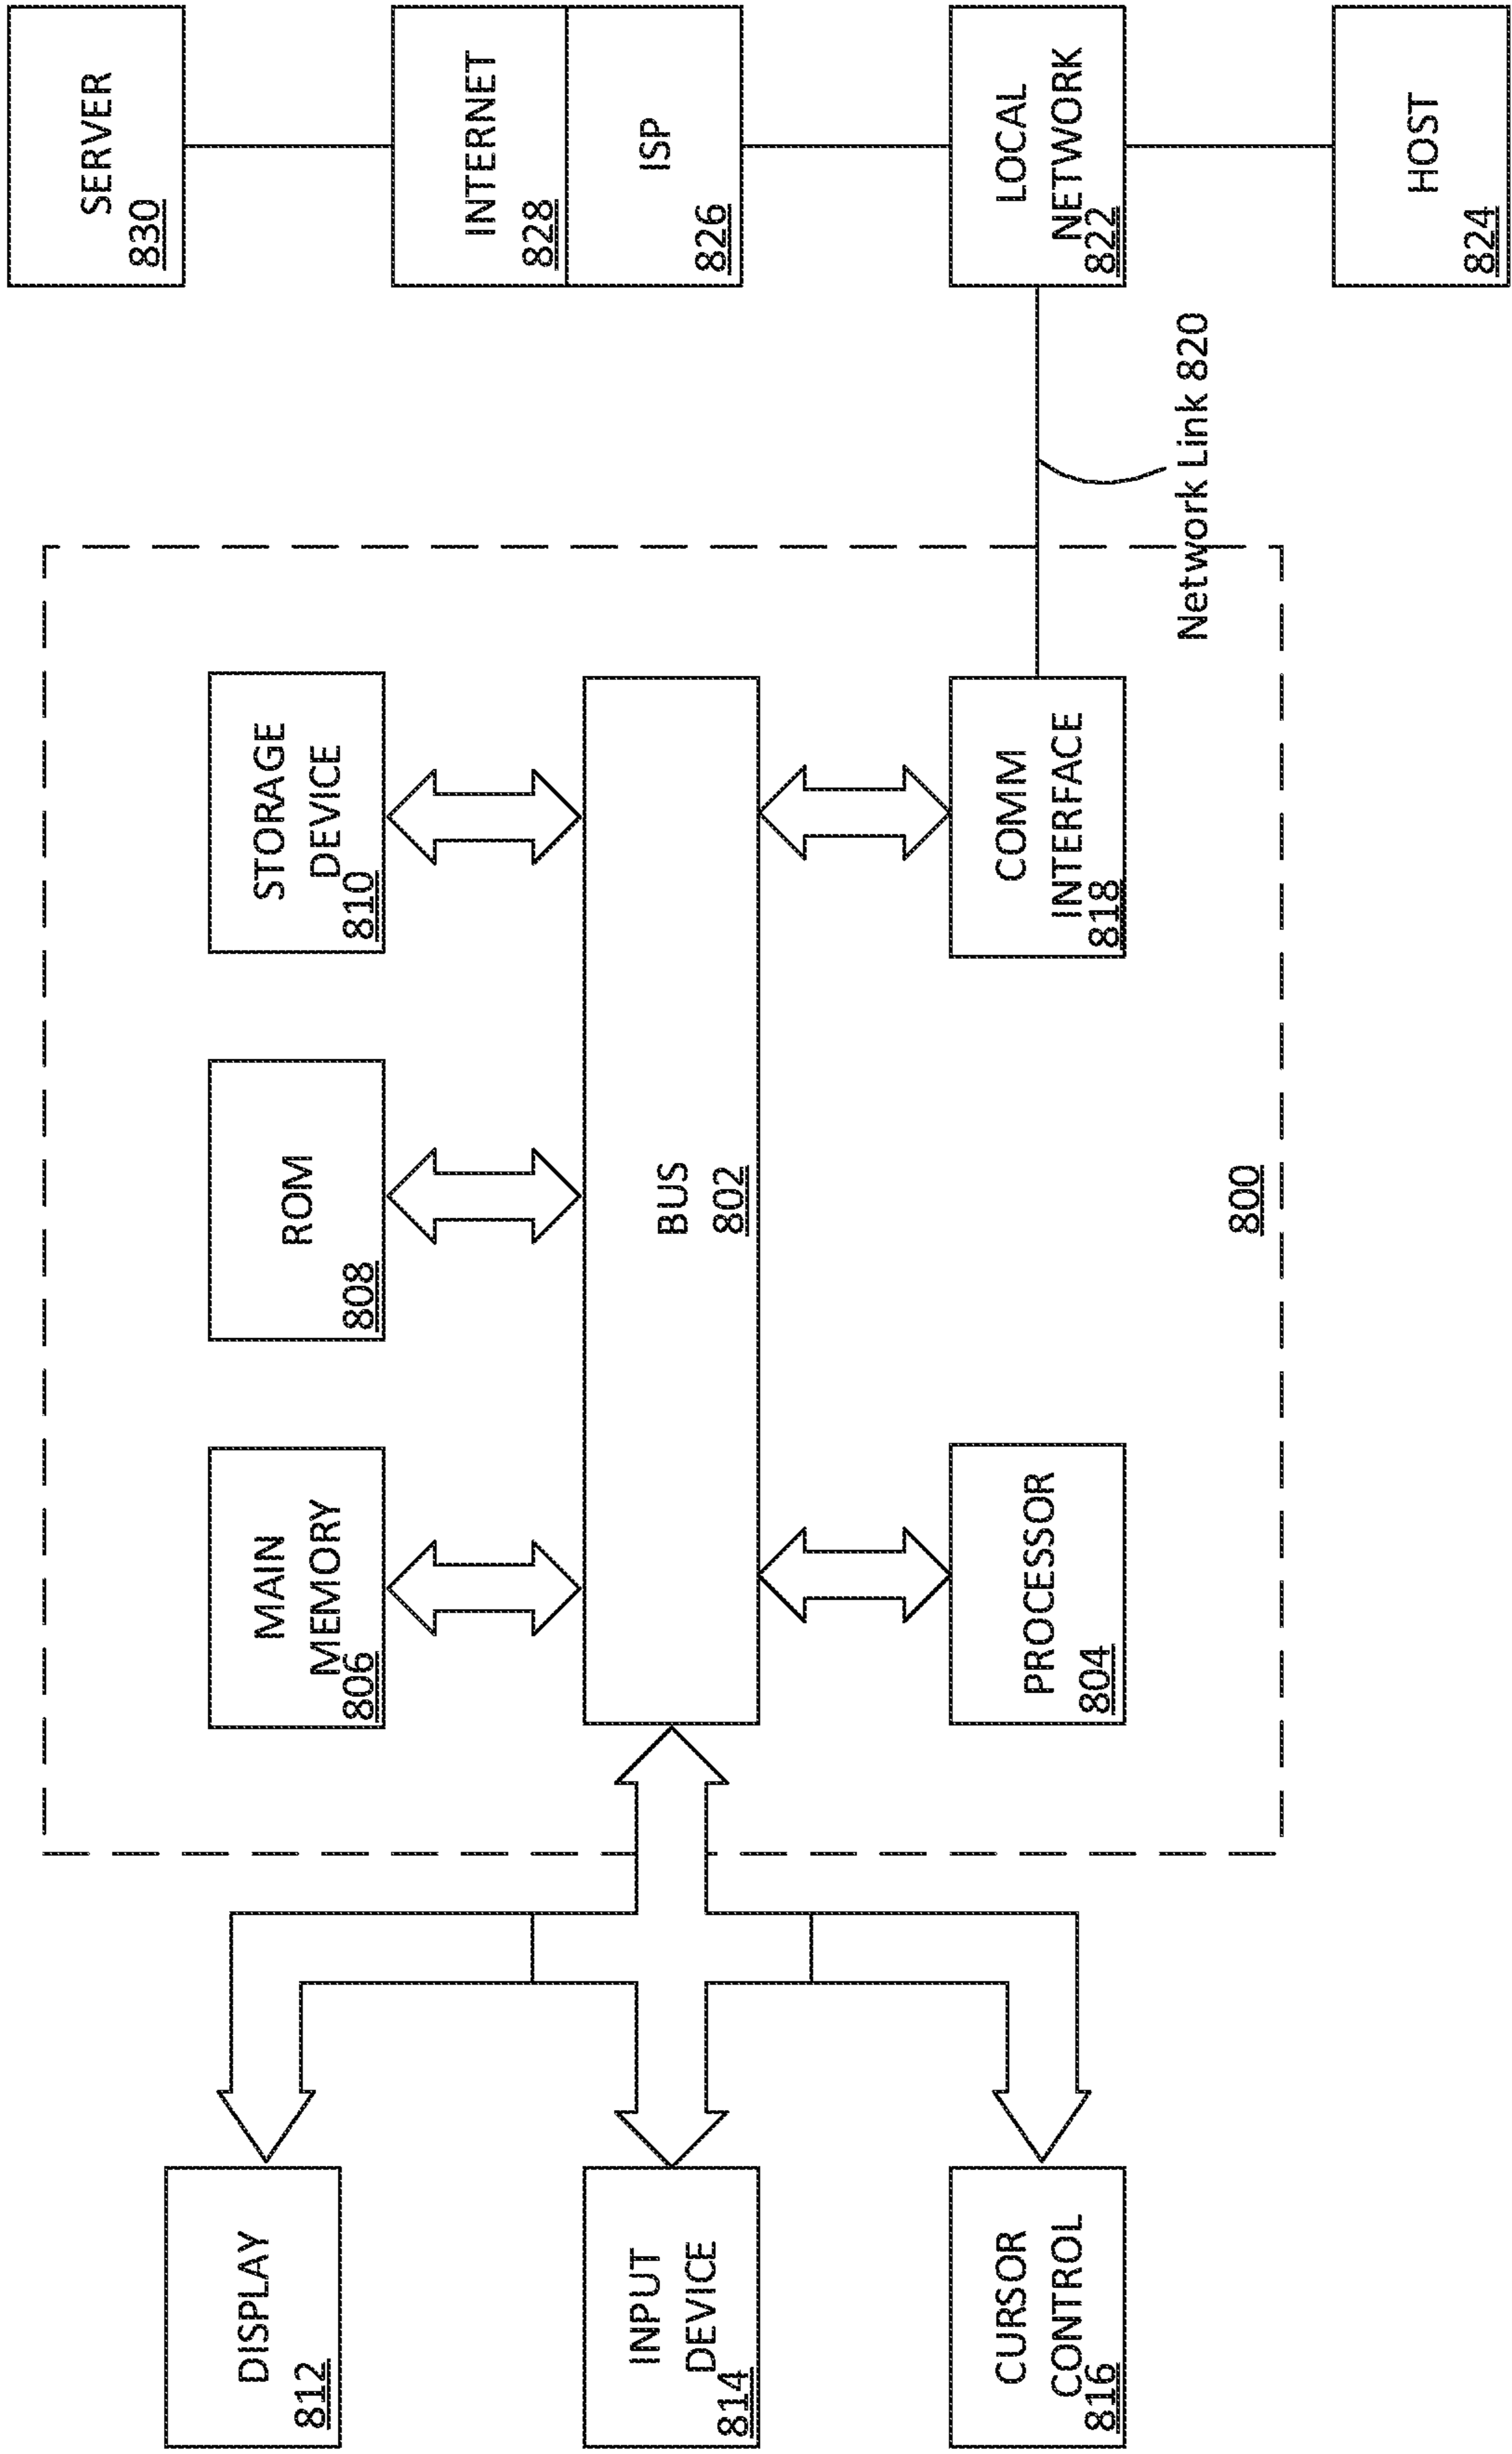 DISPLAY
812
INPUT
DEVICE
814
CURSOR
CONTROL
816
MAIN
MEMORY
806
ROM
808
STORAGE
DEVICE
810
BUS
802
PROCESSOR
804
COMM
INTERFACE
818
800
Network Link 820
SERVER
830
INTERNET
828
ISP
826
LOCAL
NETWORK
822
HOST
824